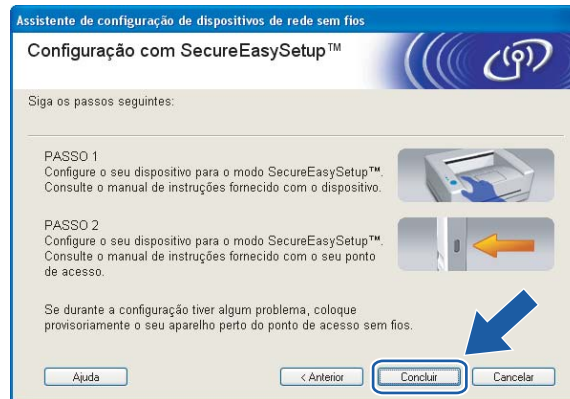 Assistente de configuração de dispositivos de rede sem fios
Configuração com SecureEasySetup™
Siga os passos seguintes:
PASSO 1
Configure o seu dispositivo para o modo SecureEasySetup™.
Consulte o manual de instruções fornecido com o dispositivo.
PASSO 2
Configure o seu dispositivo para o modo SecureEasySetup™.
Consulte o manual de instruções fornecido com o seu ponto
de acesso.
Se durante a configuração tiver algum problema, coloque
provisoriamente o seu aparelho perto do ponto de acesso sem fios.
Ajuda < Anterior Concluir Cancelar